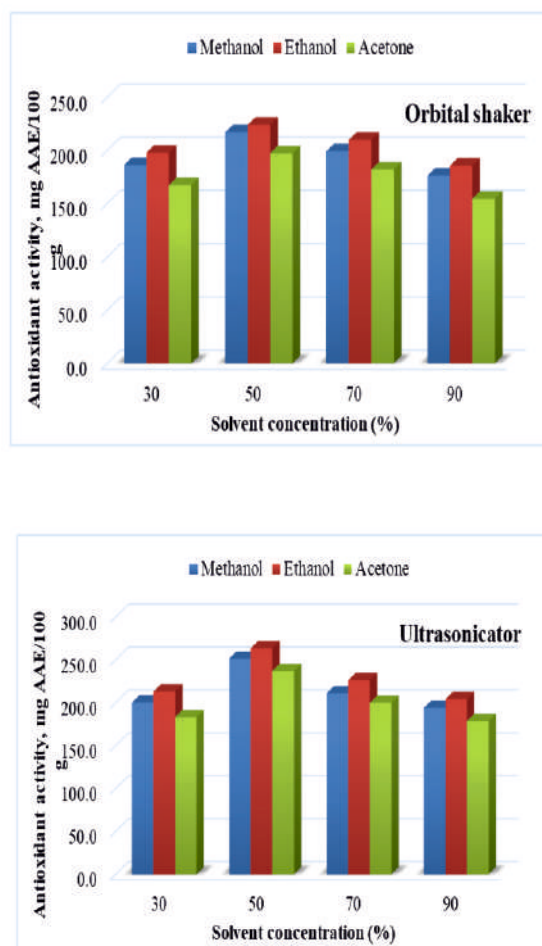 Methanol Ethanol Acetone
Orbital shaker
Antioxidant activity, mg AAE/100
g
250.0
200.0
150.0
100.0
50.0
0.0
30 50 70 90
Solvent concentration (%)
Methanol Ethanol Acetone
Ultrasonicator
Antioxidant activity, mg AAE/100
g
300.0
250.0
200.0
150.0
100.0
50.0
0.0
30 50 70 90
Solvent concentration (%)